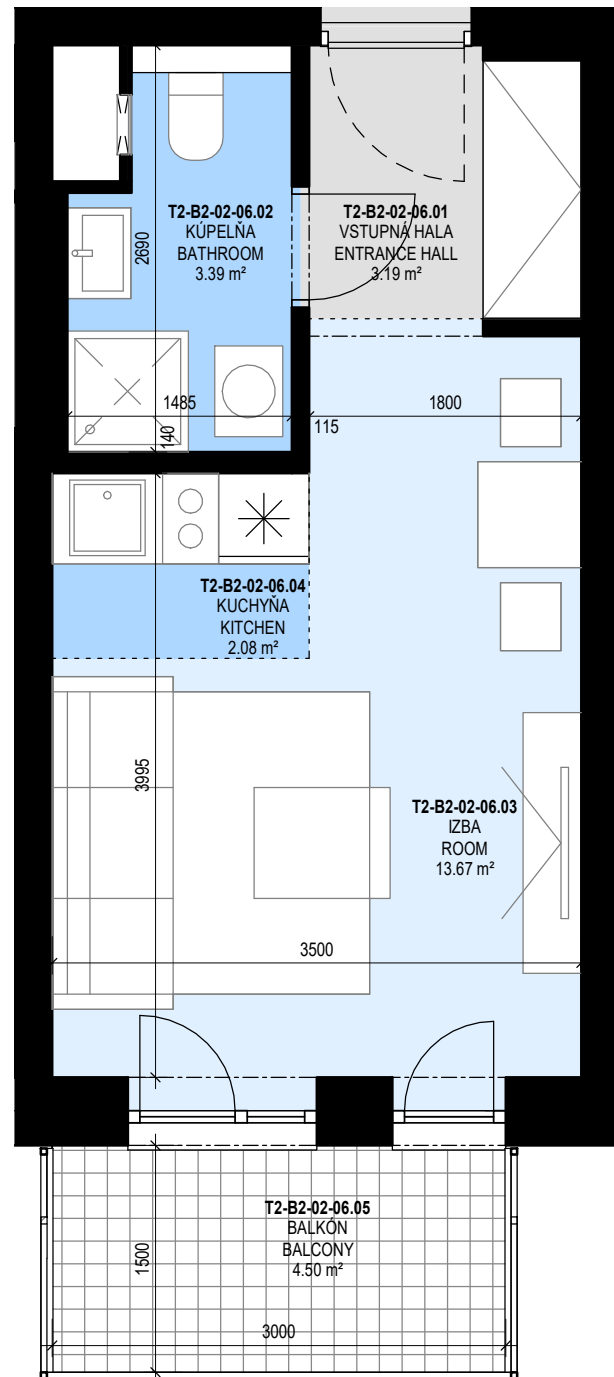 T2-B2-02-06.02
KÚPELŇA
BATHROOM
3.39 m²
T2-B2-02-06.01
VSTUPNÁ HALA
ENTRANCE HALL
3.19 m²
2690
1485
140
115
1800
T2-B2-02-06.04
KUCHYŇA
KITCHEN
2.08 m²
3995
T2-B2-02-06.03
IZBA
ROOM
13.67 m²
3500
T2-B2-02-06.05
BALKÓN
BALCONY
4.50 m²
1500
3000